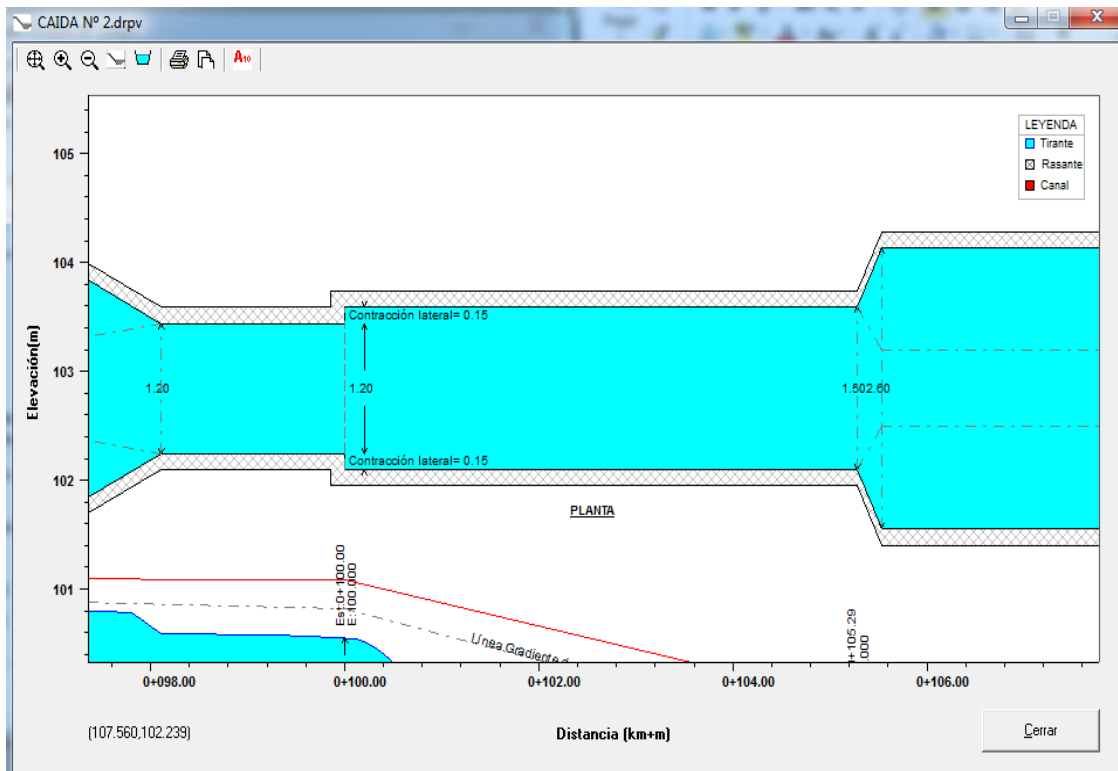 CAIDA Nº 2.drpv
A10
LEYENDA
Tirante
Rasante
Canal
Elevación(m)
105
104
103
102
101
Contracción lateral= 0.15
1.20
1.20
1.502.60
Contracción lateral= 0.15
PLANTA
Est:0+100.00
E:100.000
Línea Gradiente d
+105.29
.000
0+098.00
0+100.00
0+102.00
0+104.00
0+106.00
(107.560,102.239)
Distancia (km+m)
Cerrar